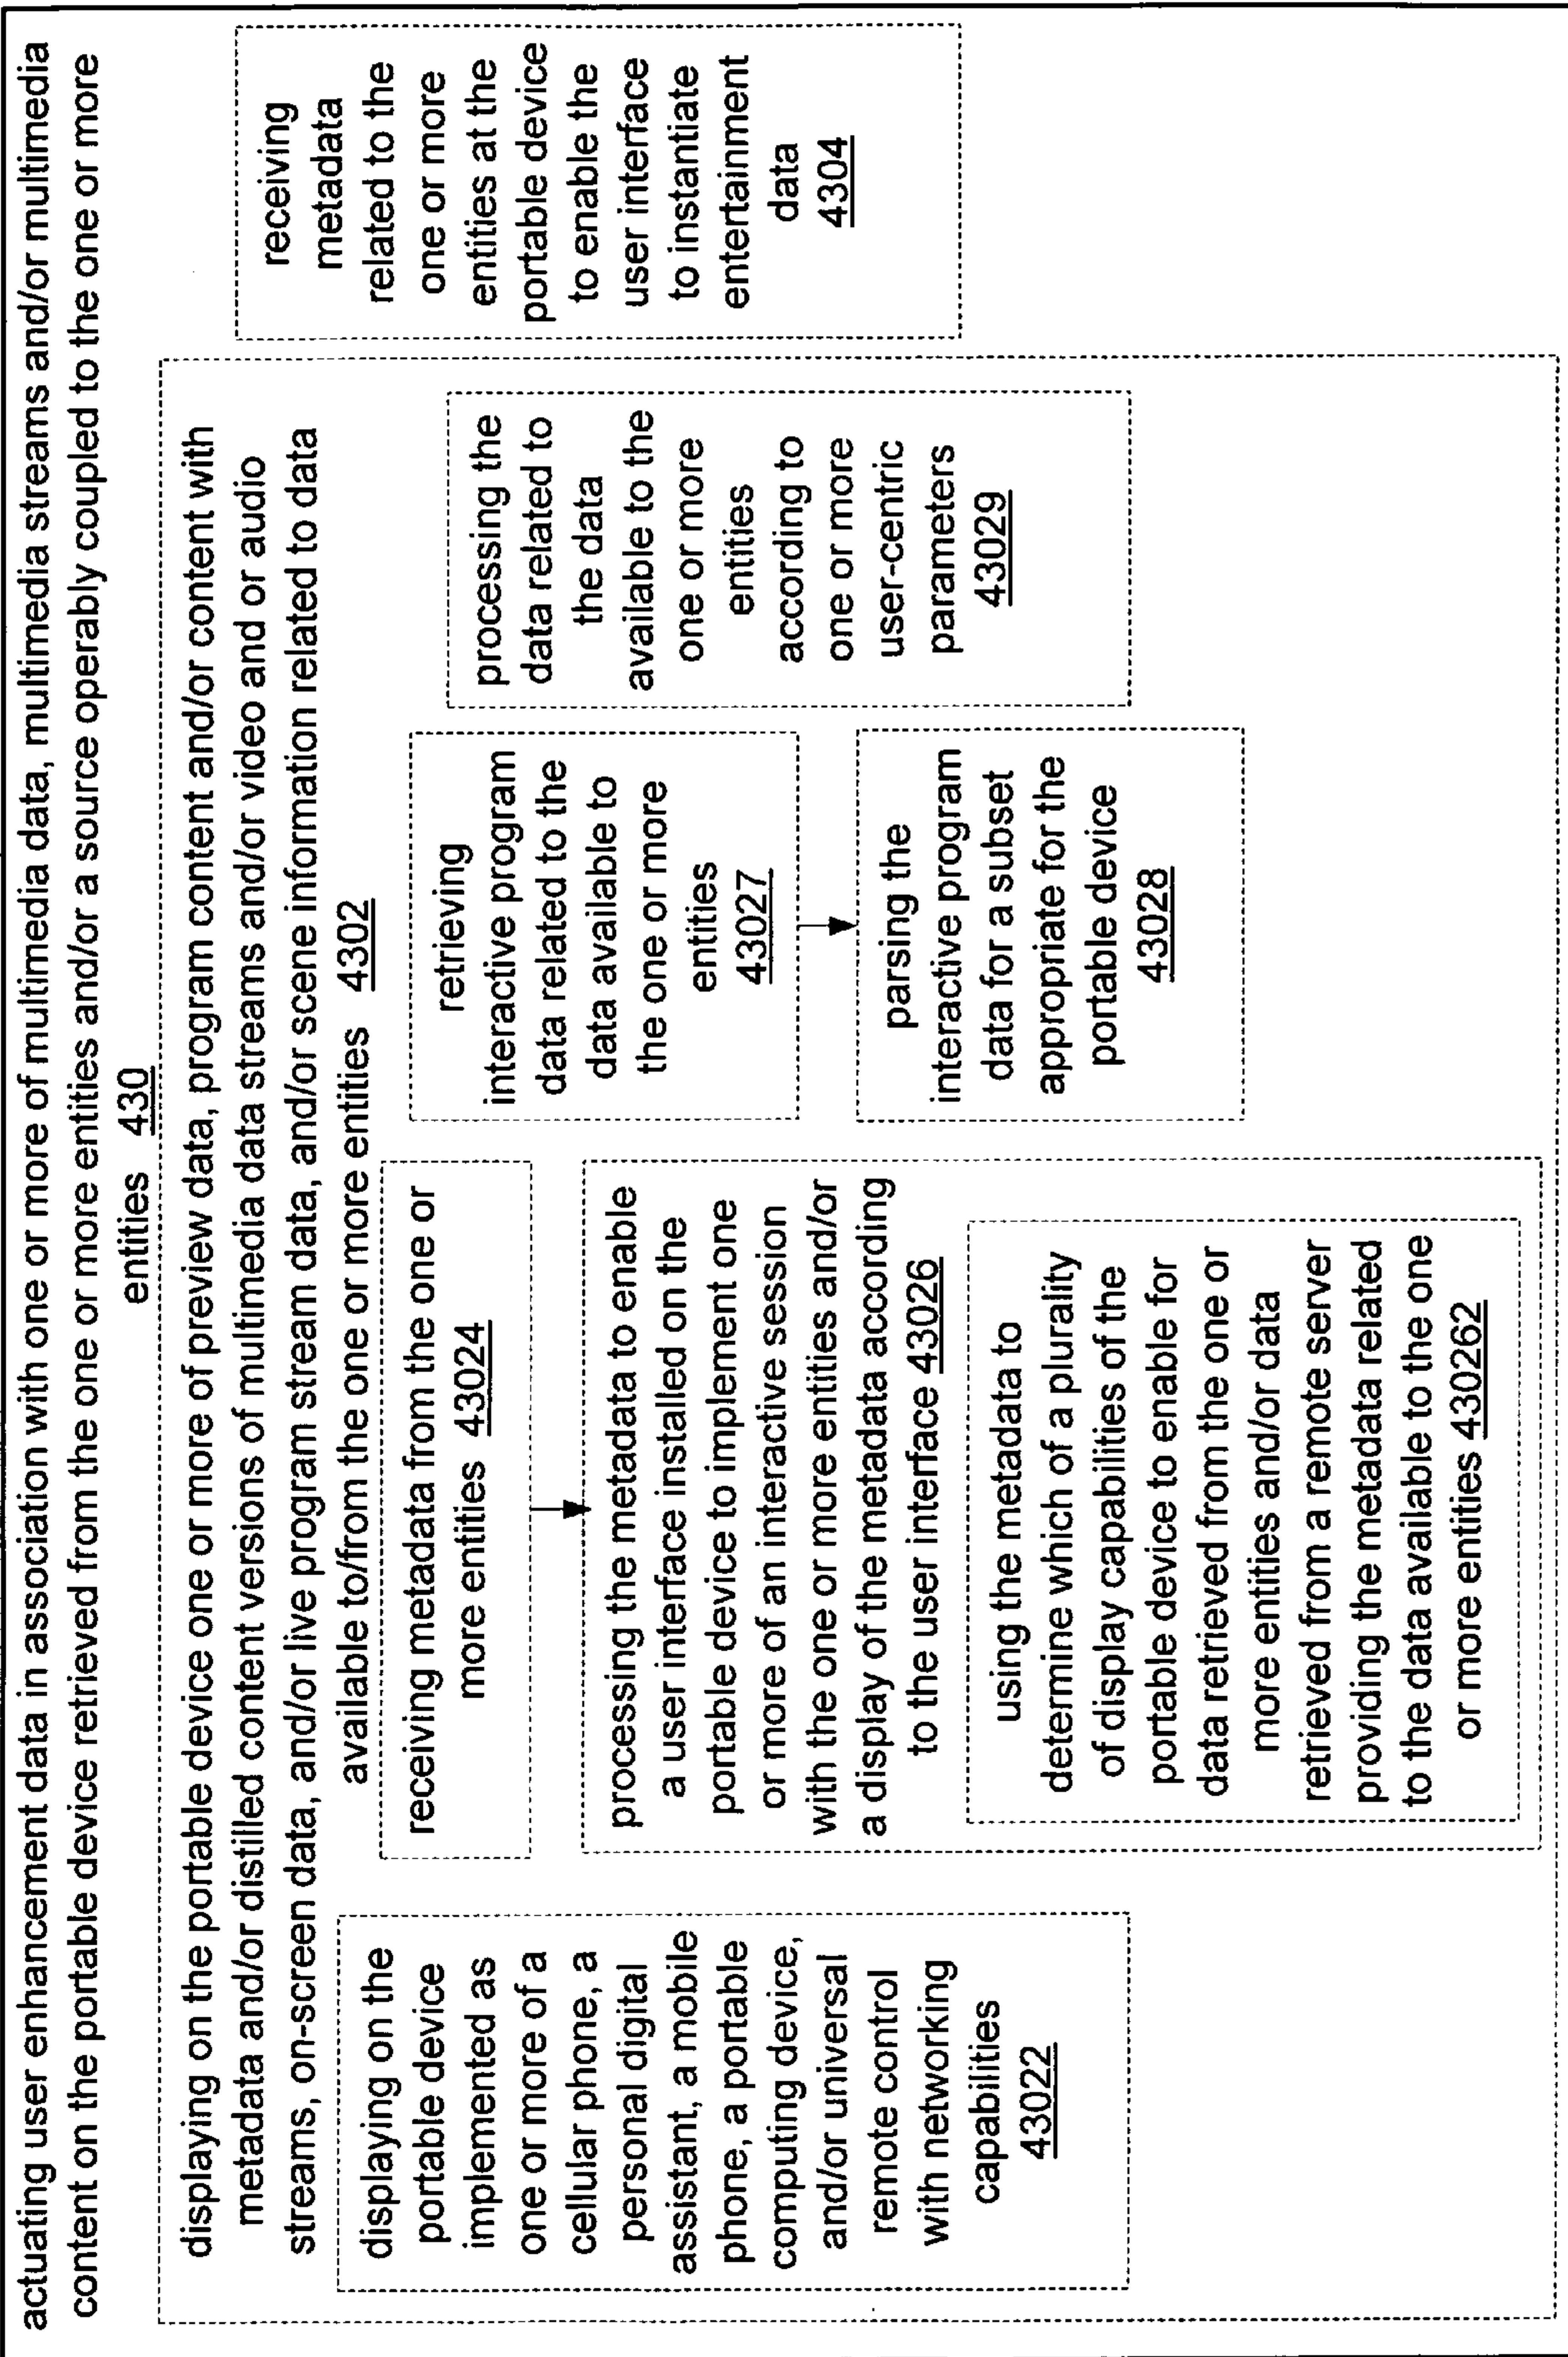 actuating user enhancement data in association with one or more of multimedia data, multimedia streams and/or multimedia
content on the portable device retrieved from the one or more entities and/or a source operably coupled to the one or more
entities 430
displaying on the portable device one or more of preview data, program content and/or content with
metadata and/or distilled content versions of multimedia data streams and/or video and or audio
streams, on-screen data, and/or live program stream data, and/or scene information related to data
available to/from the one or more entities 4302
displaying on the
portable device
implemented as
one or more of a
cellular phone, a
personal digital
assistant, a mobile
phone, a portable
computing device,
and/or universal
remote control
with networking
capabilities
43022
receiving metadata from the one or
more entities 43024
processing the metadata to enable
a user interface installed on the
portable device to implement one
or more of an interactive session
with the one or more entities and/or
a display of the metadata according
to the user interface 43026
using the metadata to
determine which of a plurality
of display capabilities of the
portable device to enable for
data retrieved from the one or
more entities and/or data
retrieved from a remote server
providing the metadata related
to the data available to the one
or more entities 430262
retrieving
interactive program
data related to the
data available to
the one or more
entities
43027
parsing the
interactive program
data for a subset
appropriate for the
portable device
43028
processing the
data related to
the data
available to the
one or more
entities
according to
one or more
user-centric
parameters
43029
receiving
metadata
related to the
one or more
entities at the
portable device
to enable the
user interface
to instantiate
entertainment
data
4304